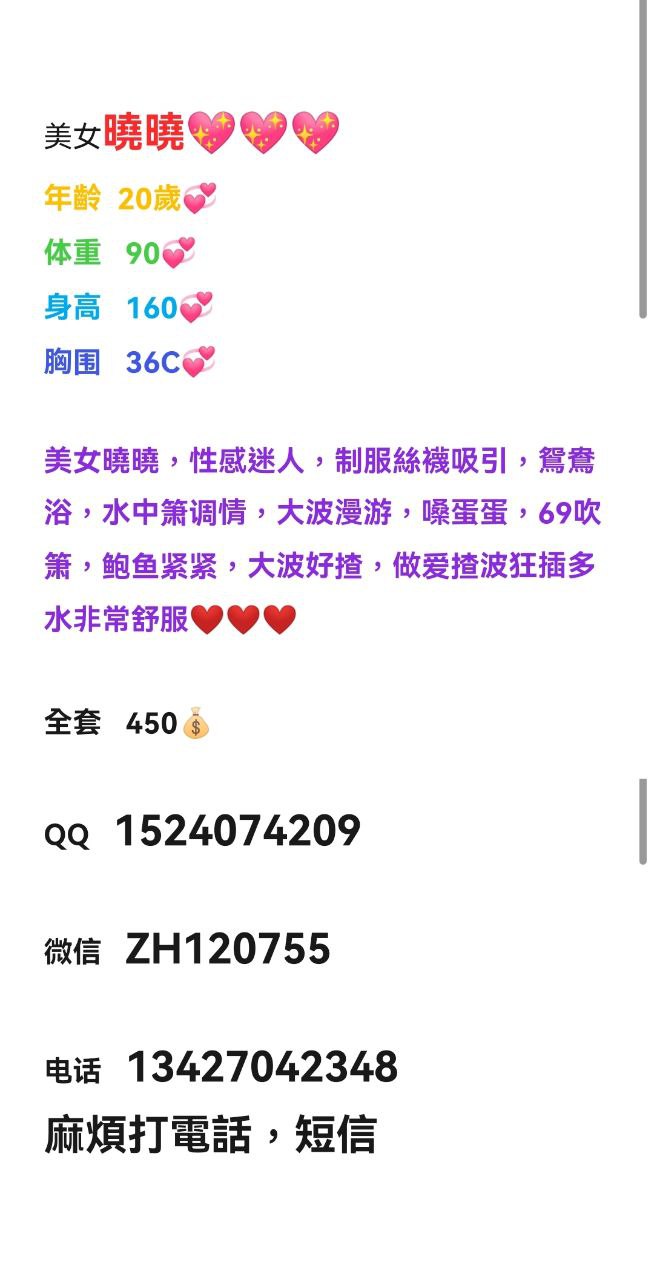 美女曉曉💖💖💖
年齡 20歲💞
体重 90💞
身高 160💞
胸围 36C💞
美女曉曉，性感迷人，制服絲襪吸引，鴛鴦
浴，水中箫调情，大波漫游，嗓蛋蛋，69吹
箫，鲍鱼紧紧，大波好揸，做爱揸波狂插多
水非常舒服❤️❤️❤️
全套 450💰
QQ 1524074209
微信 ZH120755
电话 13427042348
麻煩打電話，短信